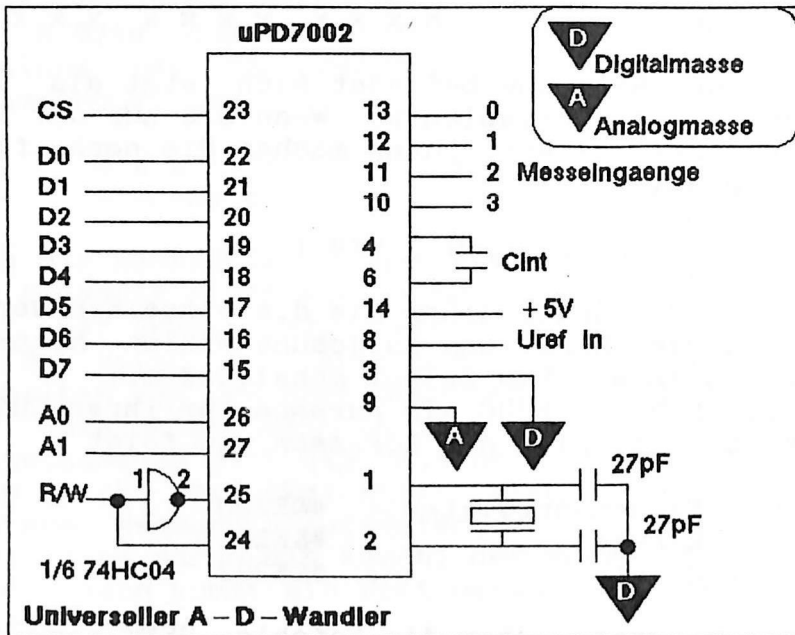 uPD7002
D
Digitalmasse
A
Analogmasse
CS 23 13 0
12 1
D0 22 11 2 Messeingaenge
D1 21 10 3
D2 20
D3 19 4
Cint
D4 18 6
D5 17 14 +5V
D6 16 8 Uref In
D7 15 3
9
A0 26 A D
A1 27
27pF
R/W 1 2 25 1
27pF
24 2
1/6 74HC04
D
Universeller A-D-Wandler